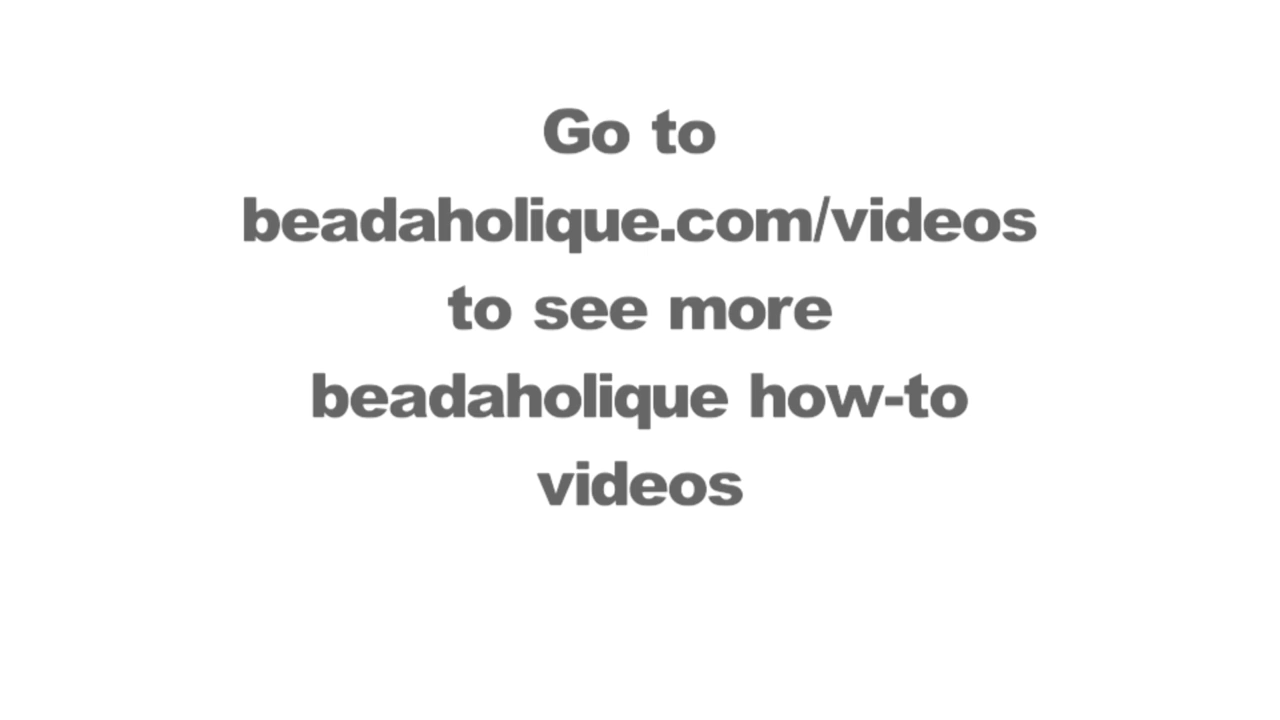 Go to
beadaholique.com/videos
to see more
beadaholique how-to
videos